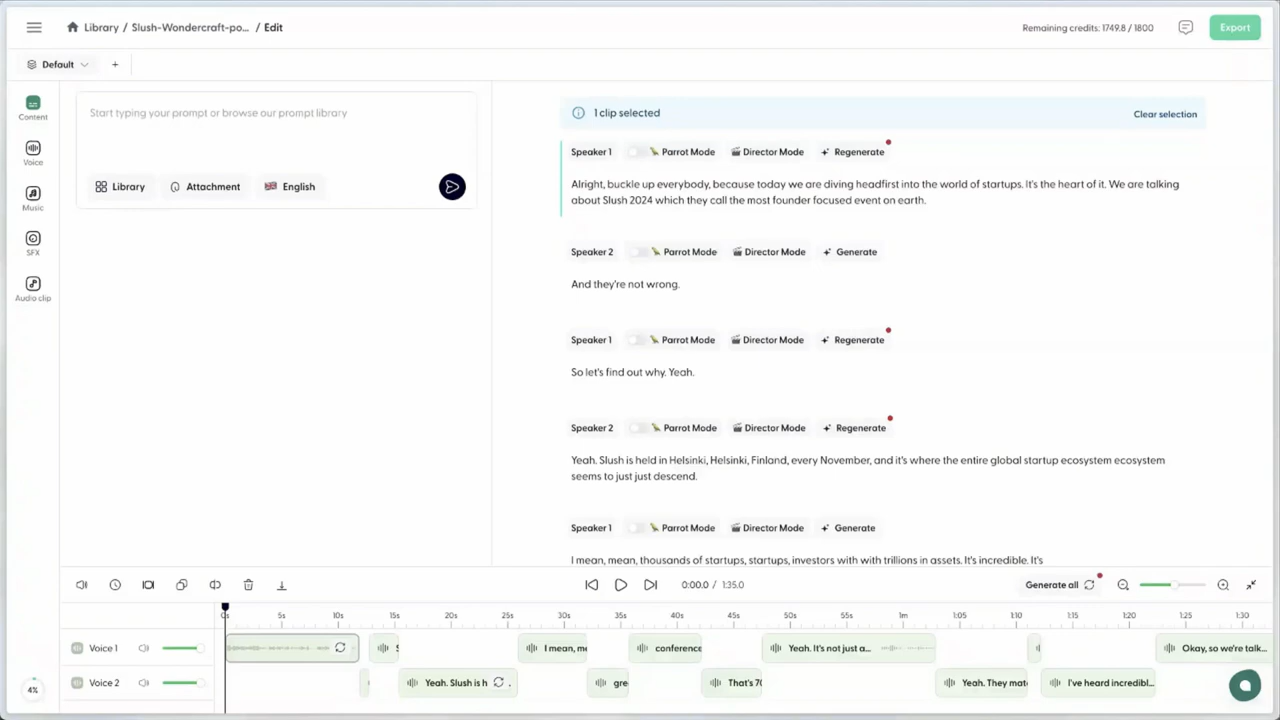 Library / Slush-Wondercraft-po... / Edit
Remaining credits: 1749.8 / 1800
Export
Default
+
Content
Voice
Music
SFX
Audio clip
4%
Start typing your prompt or browse our prompt library
Library
Attachment
English
1 clip selected
Clear selection
Speaker 1 Parrot Mode Director Mode Regenerate
Alright, buckle up everybody, because today we are diving headfirst into the world of startups. It's the heart of it. We are talking
about Slush 2024 which they call the most founder focused event on earth.
Speaker 2 Parrot Mode Director Mode Generate
And they're not wrong.
Speaker 1 Parrot Mode Director Mode Regenerate
So let's find out why. Yeah.
Speaker 2 Parrot Mode Director Mode Regenerate
Yeah. Slush is held in Helsinki, Helsinki, Finland, every November, and it's where the entire global startup ecosystem ecosystem
seems to just just descend.
Speaker 1 Parrot Mode Director Mode Generate
I mean, mean, thousands of startups, startups, investors with with trillions in assets. It's incredible. It's
0:00.0 / 1:35.0
Generate all
0s 5s 10s 15s 20s 25s 30s 35s 40s 45s 50s 55s 1m 1:05 1:10 1:15 1:20 1:25 1:30
Voice 1
I mean, me
conference
Yeah. It's not just a...
Okay, so we're talk...
Voice 2
Yeah. Slush is h
gre
That's 70
Yeah. They mat
I've heard incredibl...